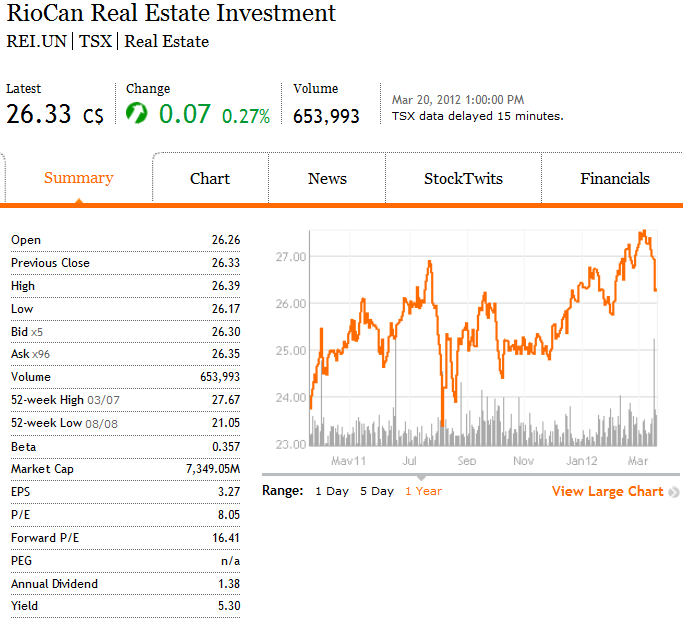 RioCan Real Estate Investment
REI.UN | TSX | Real Estate
Latest
26.33 C$
Change
0.07 0.27%
Volume
653,993
Mar 20, 2012 1:00:00 PM
TSX data delayed 15 minutes.
Summary
Chart
News
StockTwits
Financials
Open 26.26
Previous Close 26.33
High 26.39
Low 26.17
Bid x5 26.30
Ask x96 26.35
Volume 653,993
52-week High 03/07 27.67
52-week Low 08/08 21.05
Beta 0.357
Market Cap 7,349.05M
EPS 3.27
P/E 8.05
Forward P/E 16.41
PEG n/a
Annual Dividend 1.38
Yield 5.30
27.00
26.00
25.00
24.00
23.00
May11 Jul Sep Nov Jan12 Mar
Range: 1 Day 5 Day 1 Year
View Large Chart